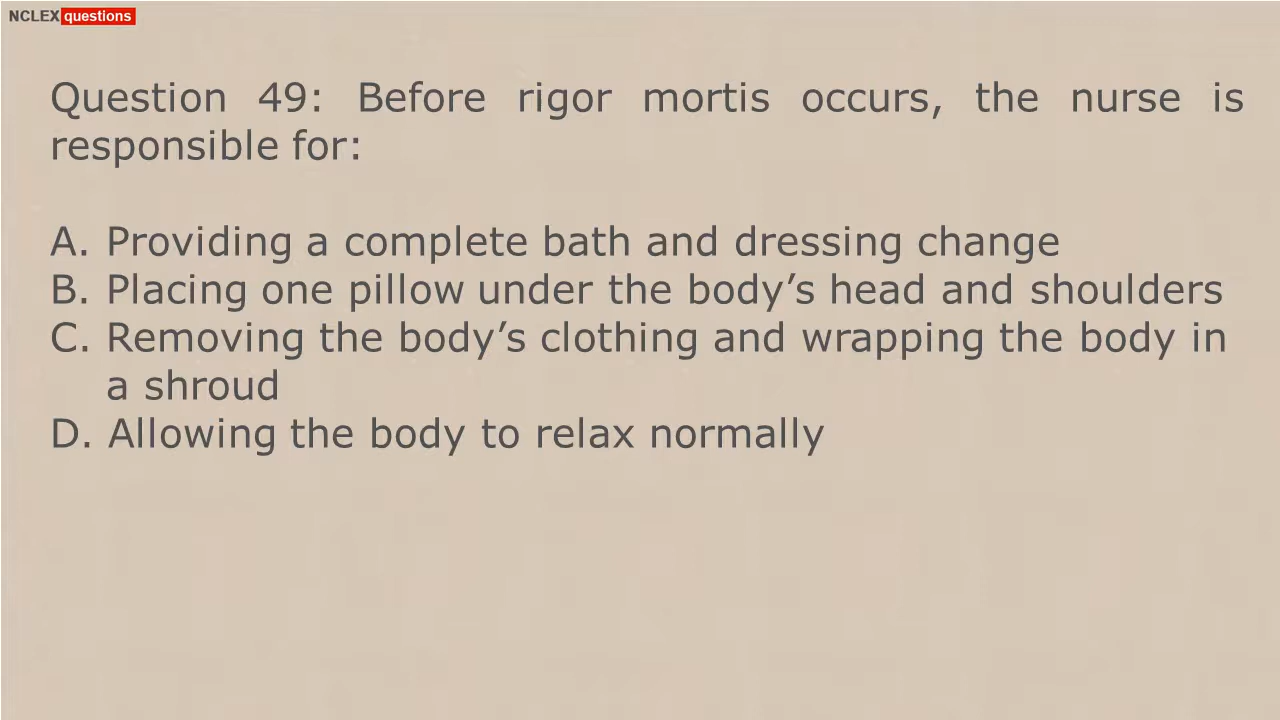 NCLEX questions
Question 49: Before rigor mortis occurs, the nurse is
responsible for:
A. Providing a complete bath and dressing change
B. Placing one pillow under the body’s head and shoulders
C. Removing the body’s clothing and wrapping the body in
a shroud
D. Allowing the body to relax normally